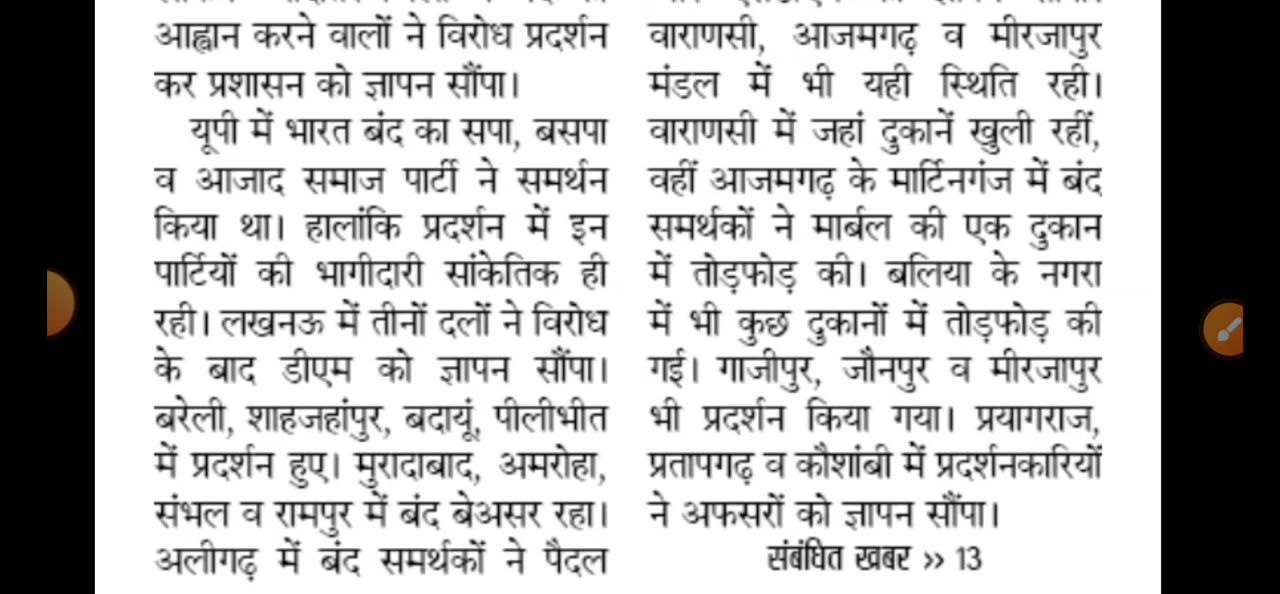 आह्वान करने वालों ने विरोध प्रदर्शन
कर प्रशासन को ज्ञापन सौंपा।
यूपी में भारत बंद का सपा, बसपा
व आजाद समाज पार्टी ने समर्थन
किया था। हालांकि प्रदर्शन में इन
पार्टियों की भागीदारी सांकेतिक ही
रही। लखनऊ में तीनों दलों ने विरोध
के बाद डीएम को ज्ञापन सौंपा।
बरेली, शाहजहांपुर, बदायूं, पीलीभीत
में प्रदर्शन हुए। मुरादाबाद, अमरोहा,
संभल व रामपुर में बंद बेअसर रहा।
अलीगढ़ में बंद समर्थकों ने पैदल
वाराणसी, आजमगढ़ व मीरजापुर
मंडल में भी यही स्थिति रही।
वाराणसी में जहां दुकानें खुली रहीं,
वहीं आजमगढ़ के मार्टिनगंज में बंद
समर्थकों ने मार्बल की एक दुकान
में तोड़फोड़ की। बलिया के नगरा
में भी कुछ दुकानों में तोड़फोड़ की
गई। गाजीपुर, जौनपुर व मीरजापुर
भी प्रदर्शन किया गया। प्रयागराज,
प्रतापगढ़ व कौशांबी में प्रदर्शनकारियों
ने अफसरों को ज्ञापन सौंपा।
संबंधित खबर >> 13